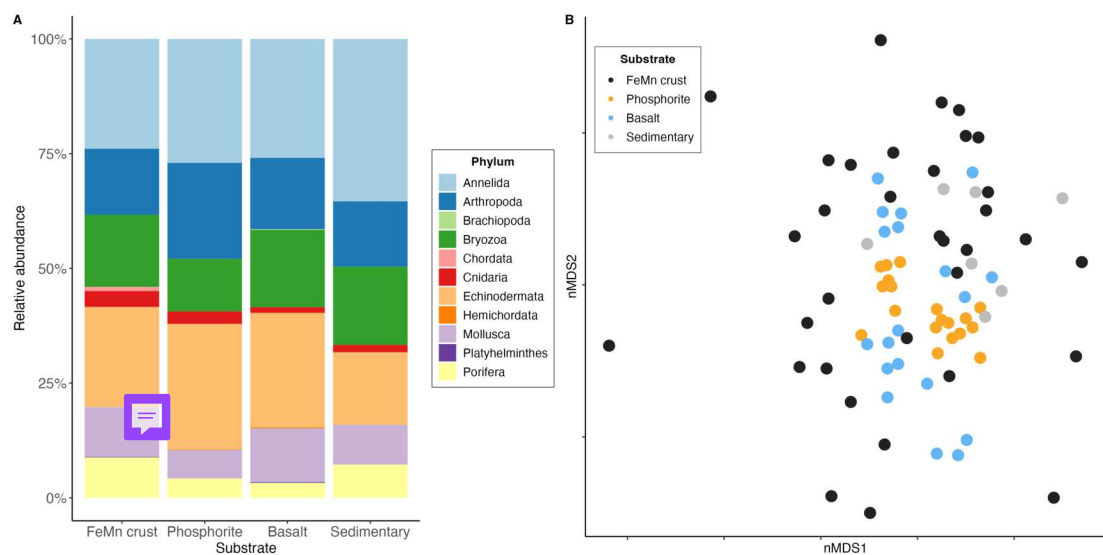 A
100%
75%
50%
25%
0%
Relative abundance
FeMn crust
Phosphorite
Basalt
Sedimentary
Substrate
Phylum
Annelida
Arthropoda
Brachiopoda
Bryozoa
Chordata
Cnidaria
Echinodermata
Hemichordata
Mollusca
Platyhelminthes
Porifera
B
Substrate
FeMn crust
Phosphorite
Basalt
Sedimentary
nMDS2
nMDS1